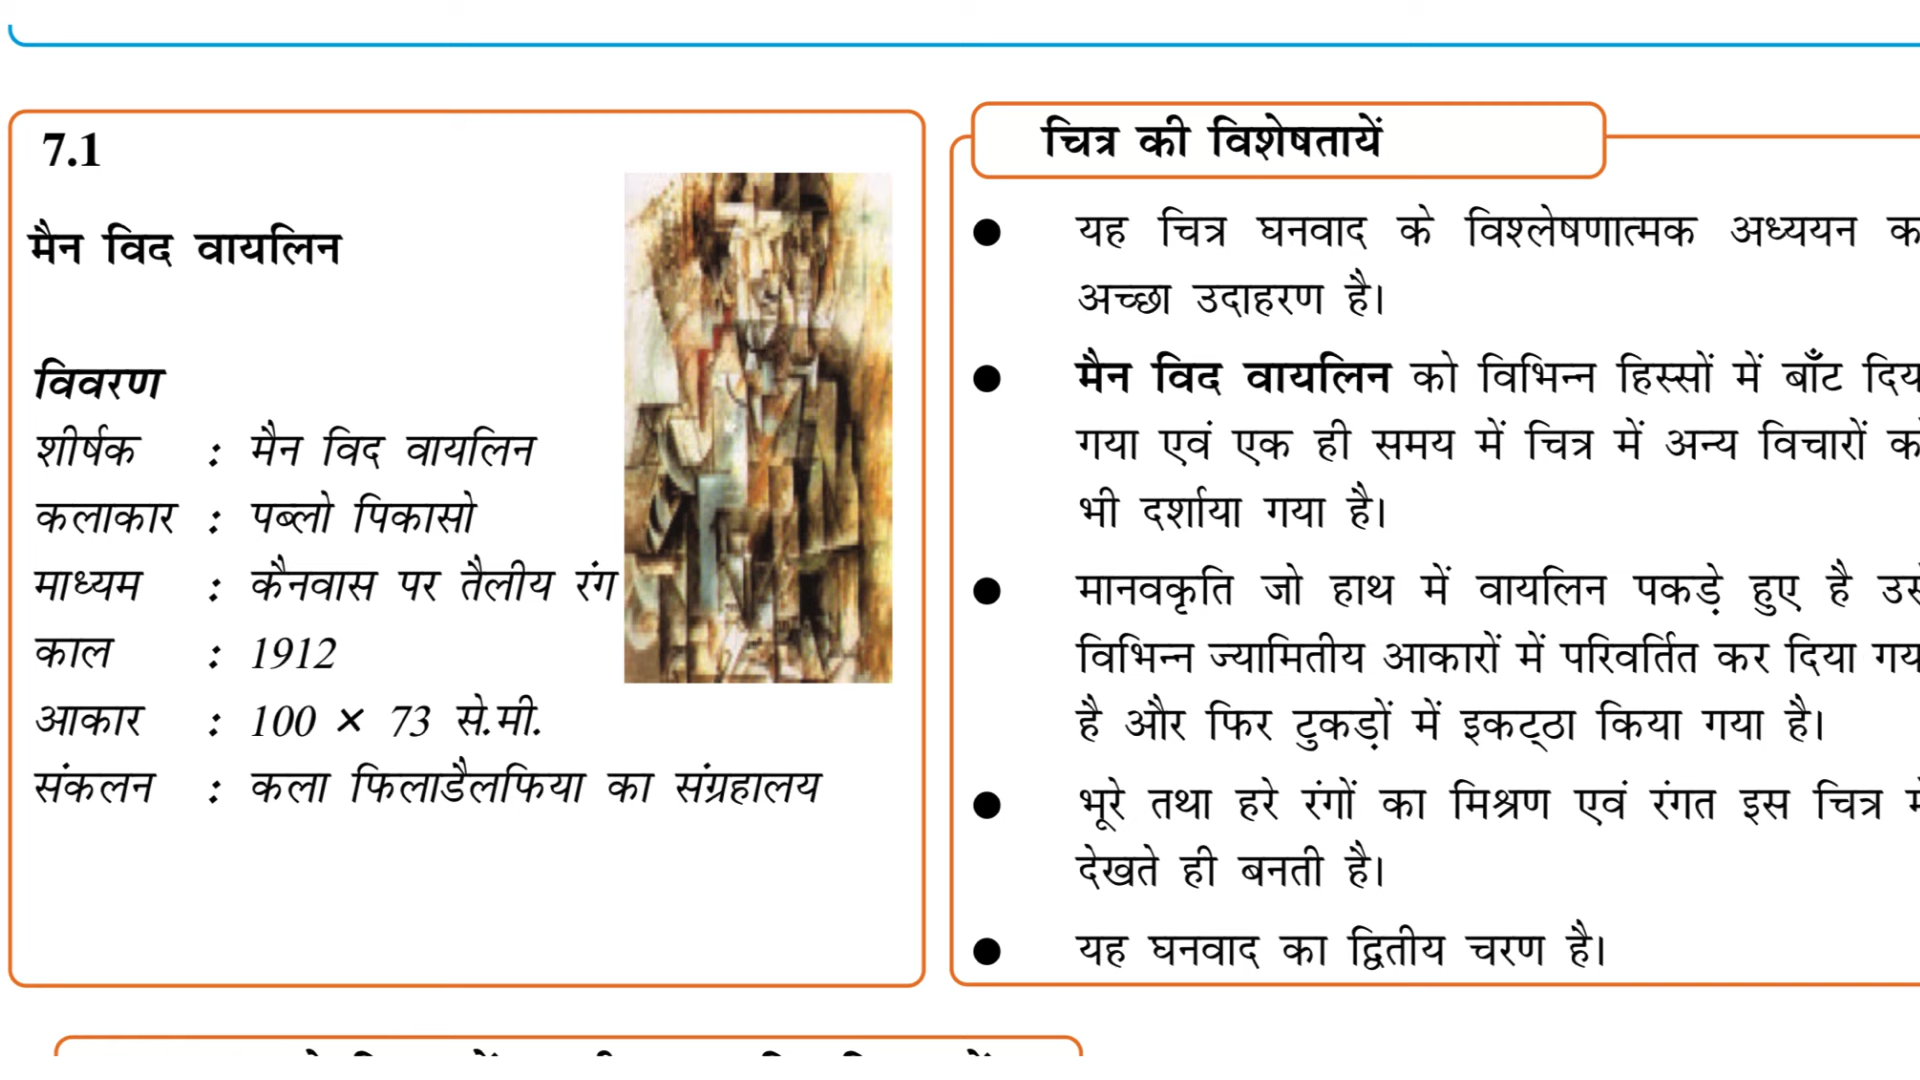 7.1
मैन विद वायलिन
विवरण
शीर्षक : मैन विद वायलिन
कलाकार : पब्लो पिकासो
माध्यम : कैनवास पर तैलीय रंग
काल : 1912
आकार : 100 × 73 से.मी.
संकलन : कला फिलाडैलफिया का संग्रहालय
चित्र की विशेषतायें
● यह चित्र घनवाद के विश्लेषणात्मक अध्ययन
अच्छा उदाहरण है।
● मैन विद वायलिन को विभिन्न हिस्सों में बाँट
गया एवं एक ही समय में चित्र में अन्य विचारों
भी दर्शाया गया है।
● मानवकृति जो हाथ में वायलिन पकड़े हुए है
विभिन्न ज्यामितीय आकारों में परिवर्तित कर दिया
है और फिर टुकड़ों में इकट्ठा किया गया है।
● भूरे तथा हरे रंगों का मिश्रण एवं रंगत इस चित्र
देखते ही बनती है।
● यह घनवाद का द्वितीय चरण है।